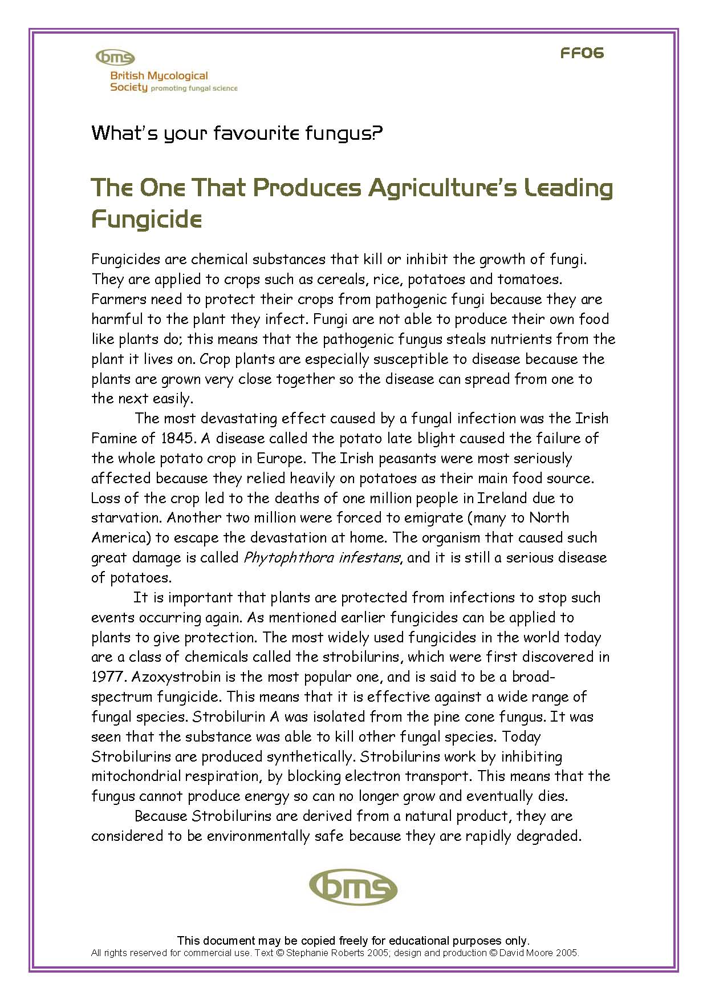 bms
FF06
British Mycological
Society promoting fungal science
What's your favourite fungus?
The One That Produces Agriculture's Leading
Fungicide
Fungicides are chemical substances that kill or inhibit the growth of fungi.
They are applied to crops such as cereals, rice, potatoes and tomatoes.
Farmers need to protect their crops from pathogenic fungi because they are
harmful to the plant they infect. Fungi are not able to produce their own food
like plants do; this means that the pathogenic fungus steals nutrients from the
plant it lives on. Crop plants are especially susceptible to disease because the
plants are grown very close together so the disease can spread from one to
the next easily.
The most devastating effect caused by a fungal infection was the Irish
Famine of 1845. A disease called the potato late blight caused the failure of
the whole potato crop in Europe. The Irish peasants were most seriously
affected because they relied heavily on potatoes as their main food source.
Loss of the crop led to the deaths of one million people in Ireland due to
starvation. Another two million were forced to emigrate (many to North
America) to escape the devastation at home. The organism that caused such
great damage is called Phytophthora infestans, and it is still a serious disease
of potatoes.
It is important that plants are protected from infections to stop such
events occurring again. As mentioned earlier fungicides can be applied to
plants to give protection. The most widely used fungicides in the world today
are a class of chemicals called the strobilurins, which were first discovered in
1977. Azoxystrobin is the most popular one, and is said to be a broad-
spectrum fungicide. This means that it is effective against a wide range of
fungal species. Strobilurin A was isolated from the pine cone fungus. It was
seen that the substance was able to kill other fungal species. Today
Strobilurins are produced synthetically. Strobilurins work by inhibiting
mitochondrial respiration, by blocking electron transport. This means that the
fungus cannot produce energy so can no longer grow and eventually dies.
Because Strobilurins are derived from a natural product, they are
considered to be environmentally safe because they are rapidly degraded.
bms
This document may be copied freely for educational purposes only.
All rights reserved for commercial use. Text © Stephanie Roberts 2005; design and production © David Moore 2005.